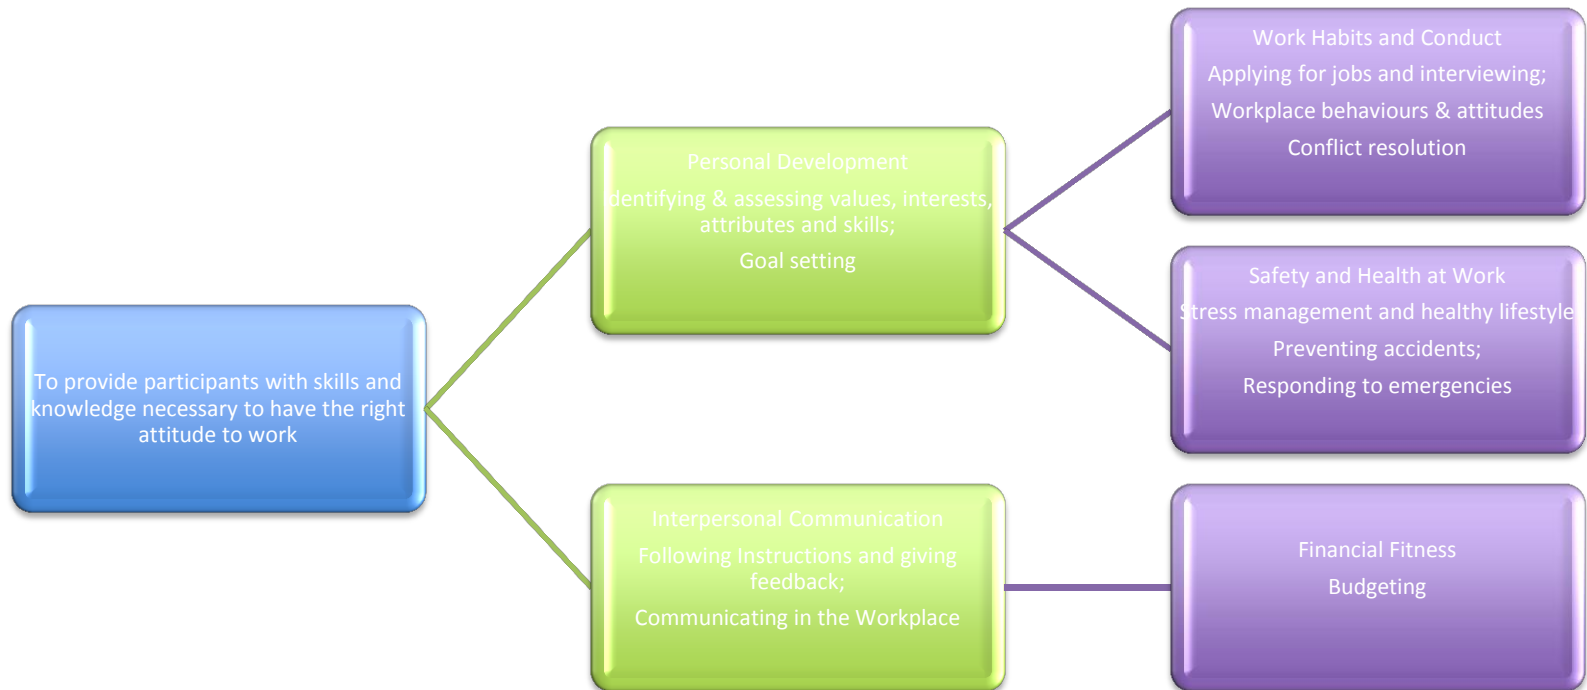 To provide participants with skills and
knowledge necessary to have the right
attitude to work
Personal Development
Identifying & assessing values, interests,
attributes and skills;
Goal setting
Interpersonal Communication
Following Instructions and giving
feedback;
Communicating in the Workplace
Work Habits and Conduct
Applying for jobs and interviewing;
Workplace behaviours & attitudes
Conflict resolution
Safety and Health at Work
Stress management and healthy lifestyle
Preventing accidents;
Responding to emergencies
Financial Fitness
Budgeting